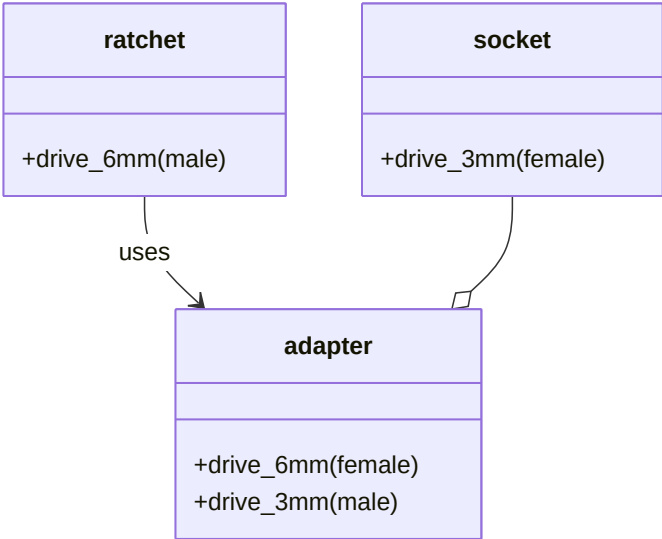 ratchet
+drive_6mm(male)
socket
+drive_3mm(female)
uses
adapter
+drive_6mm(female)
+drive_3mm(male)